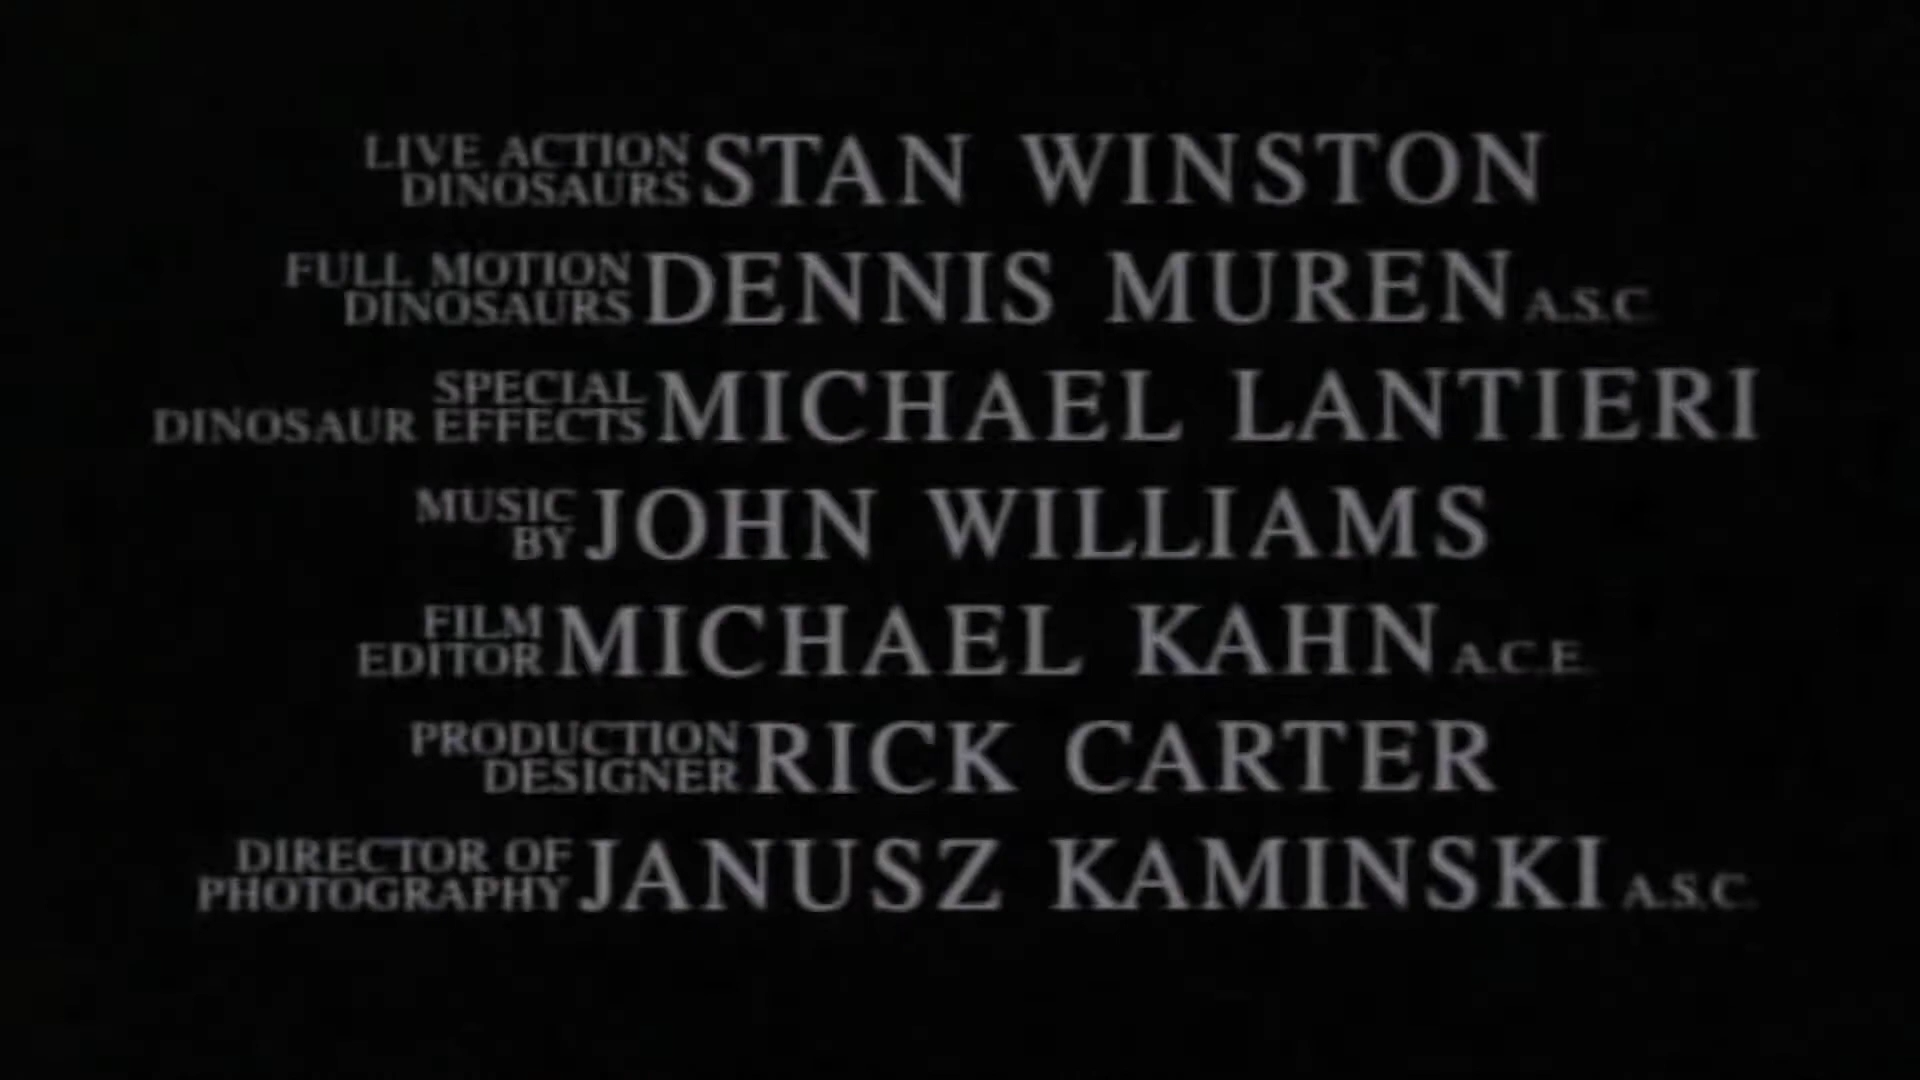 LIVE ACTION DINOSAURS STAN WINSTON
FULL MOTION DINOSAURS DENNIS MUREN A.S.C.
SPECIAL DINOSAUR EFFECTS MICHAEL LANTIERI
MUSIC BY JOHN WILLIAMS
FILM EDITOR MICHAEL KAHN A.C.E.
PRODUCTION DESIGNER RICK CARTER
DIRECTOR OF PHOTOGRAPHY JANUSZ KAMINSKI A.S.C.